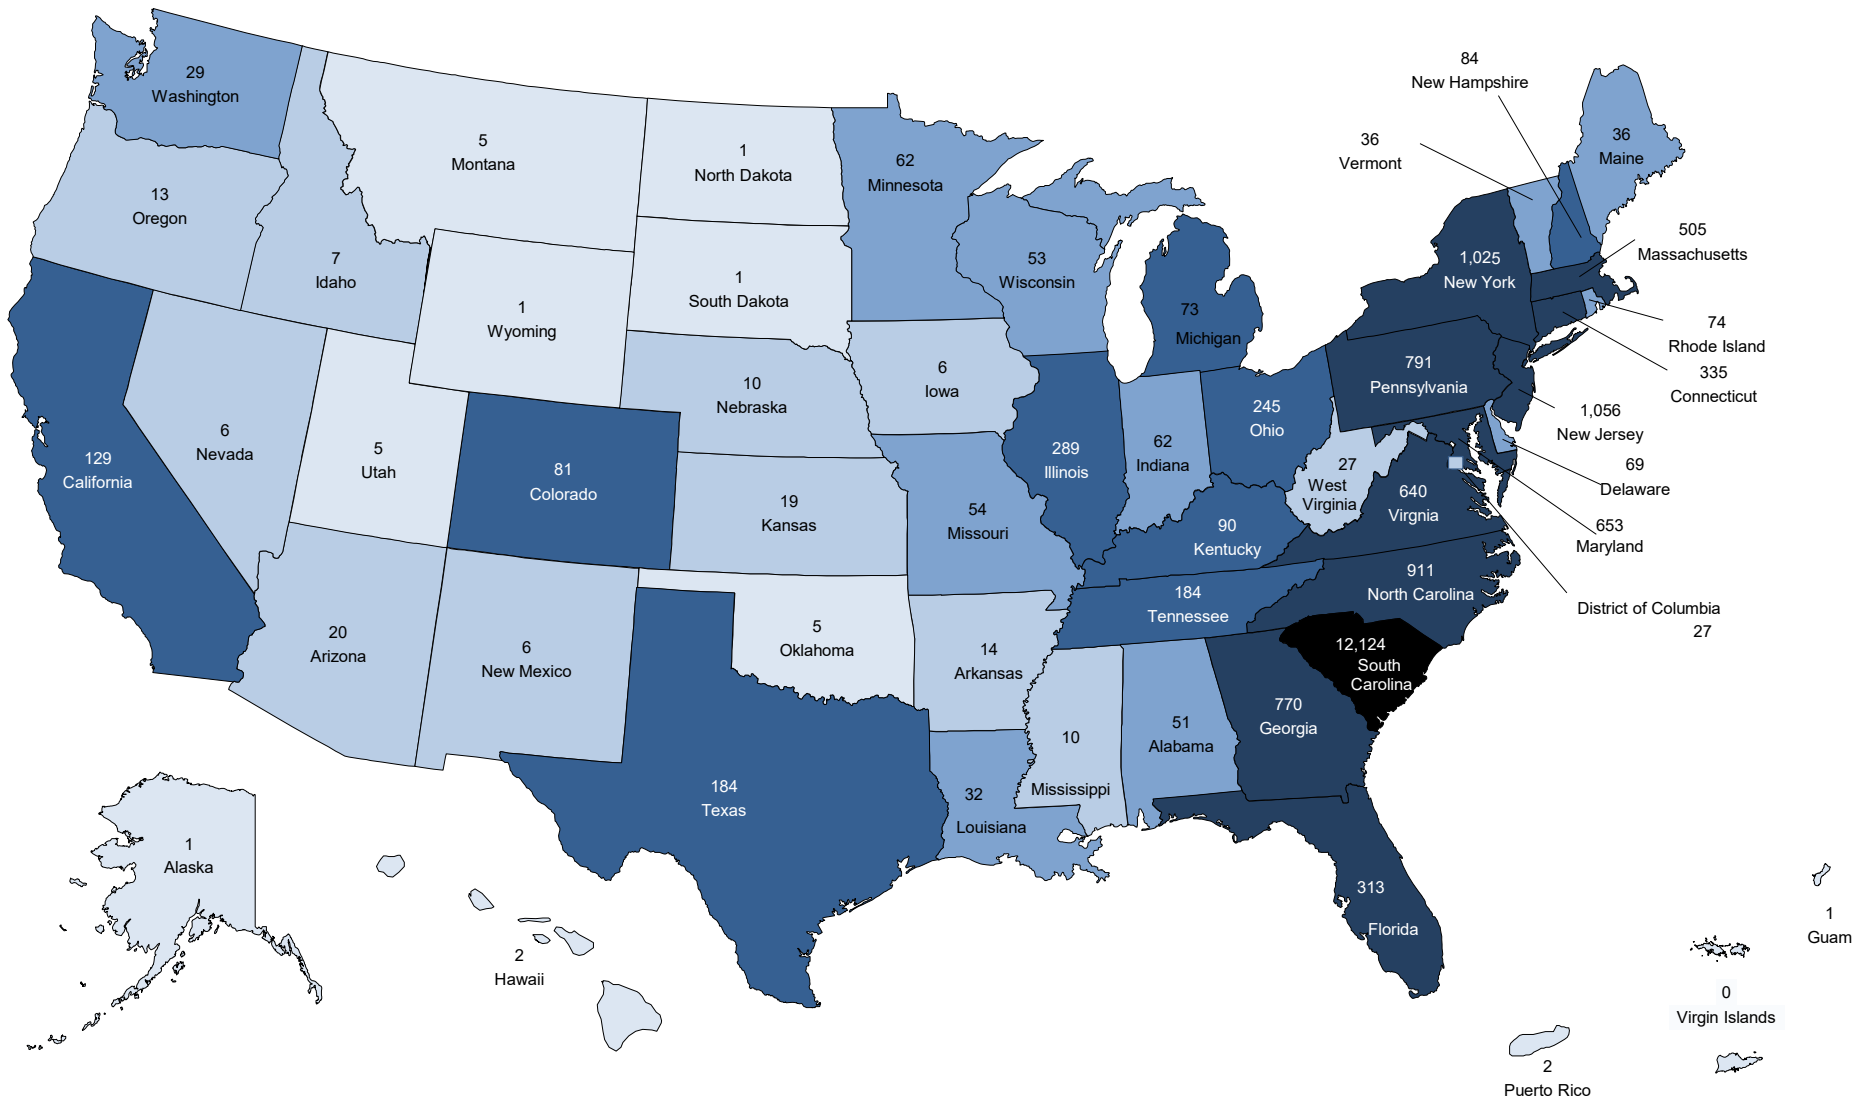 84
New Hampshire
29
Washington
36
Maine
36
Vermont
5
Montana
1
North Dakota
62
Minnesota
13
Oregon
505
Massachusetts
7
Idaho
1,025
New York
53
Wisconsin
1
South Dakota
1
Wyoming
73
Michigan
74
Rhode Island
791
Pennsylvania
335
Connecticut
6
Iowa
10
Nebraska
245
Ohio
1,056
New Jersey
6
Nevada
5
Utah
129
California
81
Colorado
289
Illinois
62
Indiana
27
West
Virginia
69
Delaware
640
Virgnia
19
Kansas
54
Missouri
90
Kentucky
653
Maryland
911
North Carolina
184
Tennessee
District of Columbia
27
20
Arizona
6
New Mexico
5
Oklahoma
14
Arkansas
12,124
South
Carolina
770
Georgia
10
Mississippi
51
Alabama
184
Texas
32
Louisiana
1
Alaska
313
Florida
1
Guam
2
Hawaii
0
Virgin Islands
2
Puerto Rico